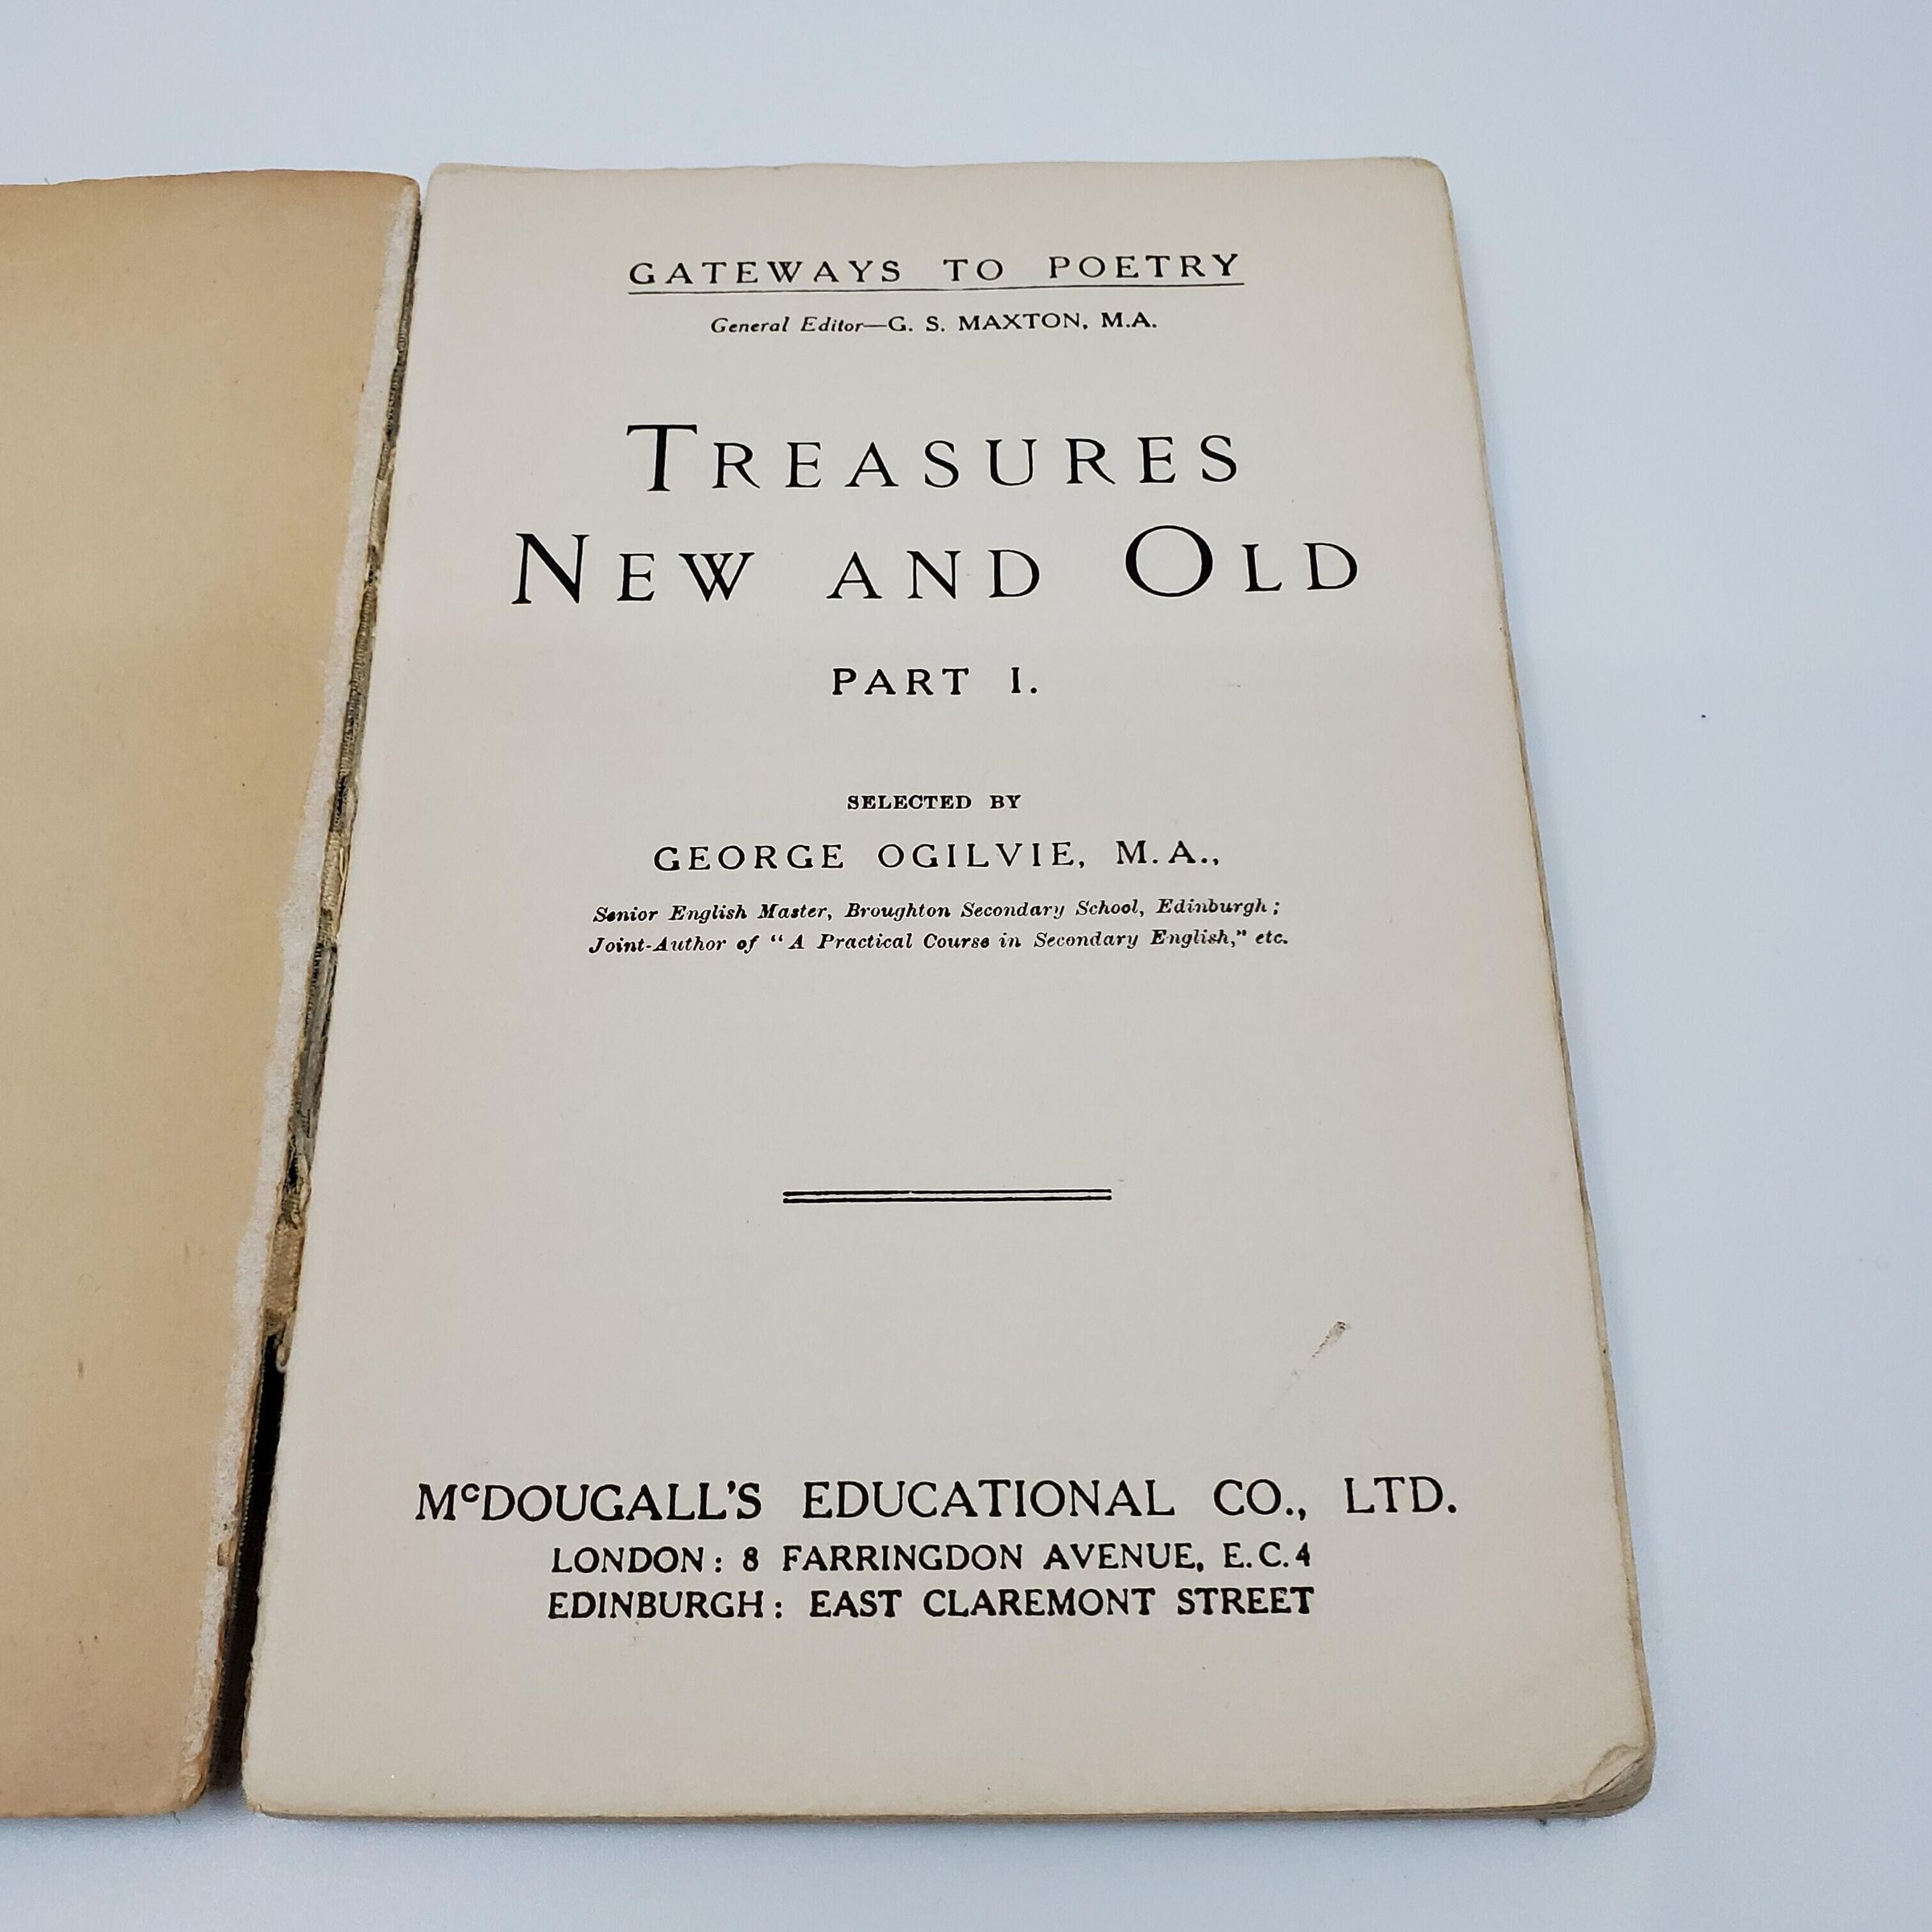 GATEWAYS TO POETRY
General Editor—G. S. MAXTON, M.A.
TREASURES
NEW AND OLD
PART I.
SELECTED BY
GEORGE OGILVIE, M.A.,
Senior English Master, Broughton Secondary School, Edinburgh;
Joint-Author of "A Practical Course in Secondary English," etc.
McDOUGALL'S EDUCATIONAL CO., LTD.
LONDON: 8 FARRINGDON AVENUE, E.C.4
EDINBURGH: EAST CLAREMONT STREET